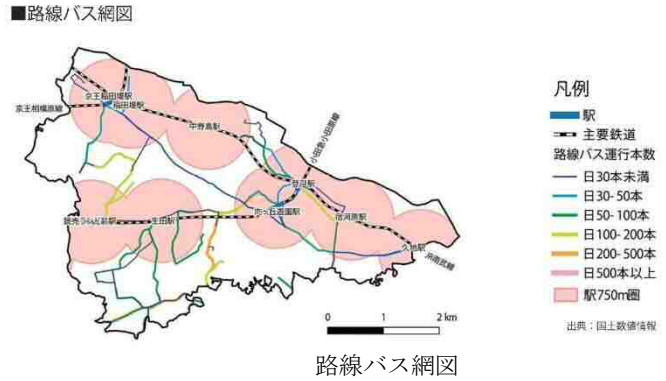 ■路線バス網図
京王稲田堤駅
稲田堤駅
京王相模原線
中野島駅
小田急小田原線
登戸駅
宿河原駅
向ヶ丘遊園駅
読売ランド前駅
生田駅
久地駅
JR南武線
凡例
駅
主要鉄道
路線バス運行本数
日30本未満
日30-50本
日50-100本
日100-200本
日200-500本
日500本以上
駅750m圏
0 1 2 km
出典：国土数値情報
路線バス網図